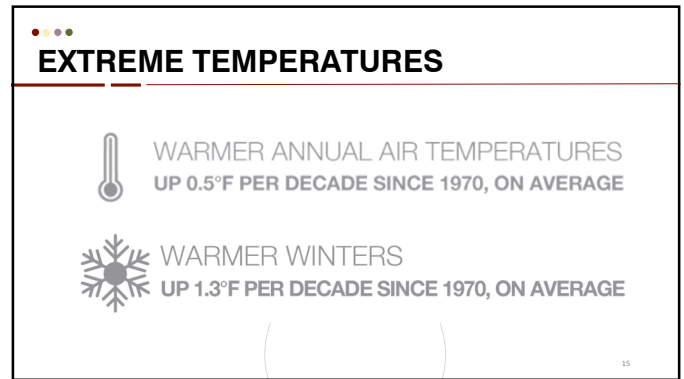 EXTREME TEMPERATURES
WARMER ANNUAL AIR TEMPERATURES
UP 0.5°F PER DECADE SINCE 1970, ON AVERAGE
WARMER WINTERS
UP 1.3°F PER DECADE SINCE 1970, ON AVERAGE
15